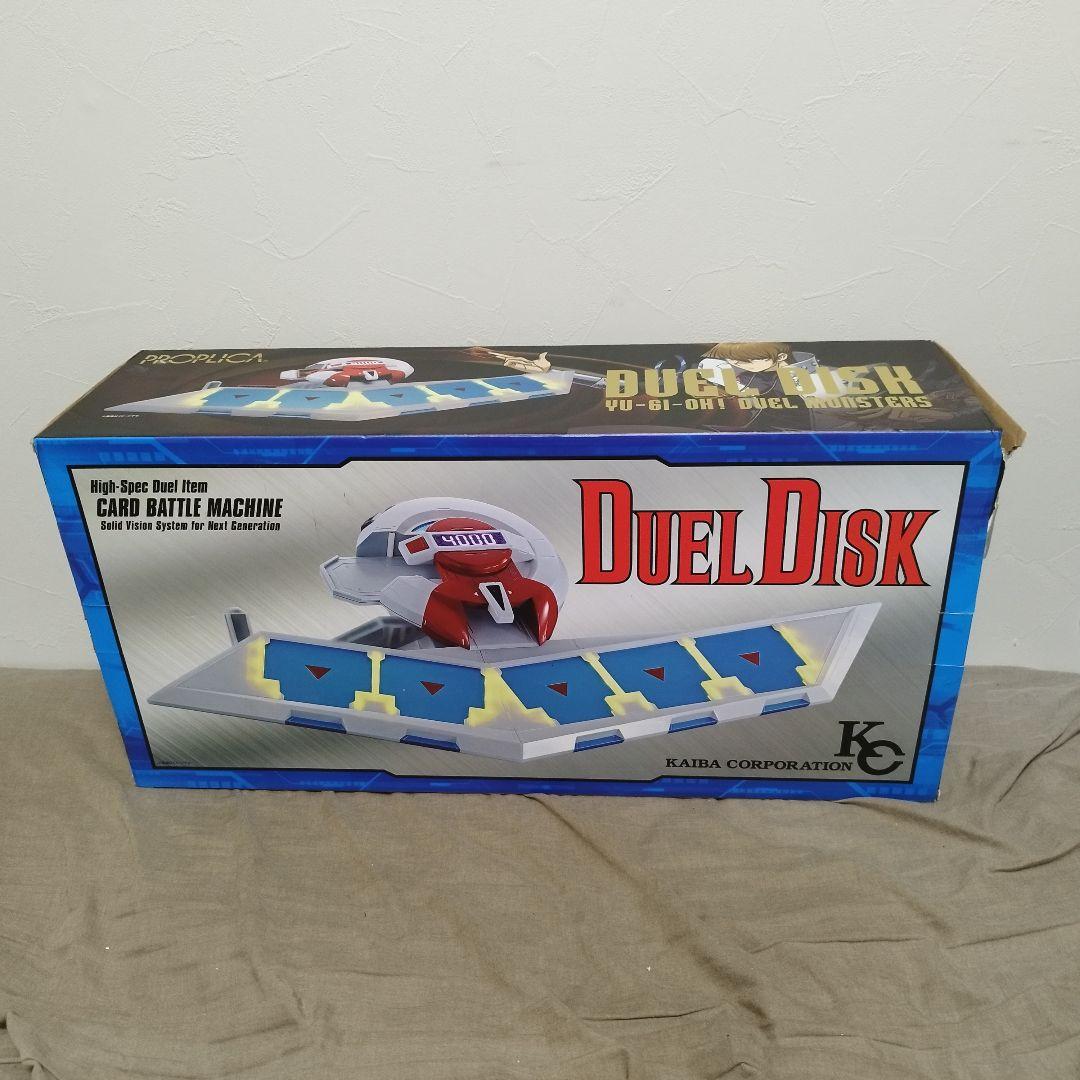 PROPLICA
DUEL DISK
YU-GI-OH! DUEL MONSTERS
High-Spec Duel Item
CARD BATTLE MACHINE
Solid Vision System for Next Generation
4000
DUEL DISK
KC
KAIBA CORPORATION